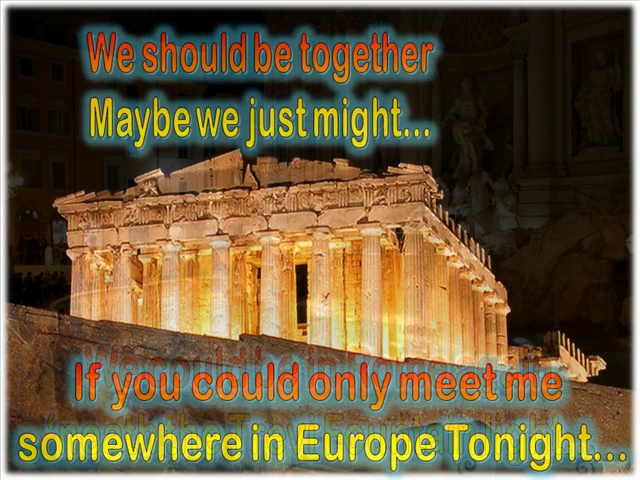 We should be together
Maybe we just might...
If you could only meet me
somewhere in Europe Tonight...